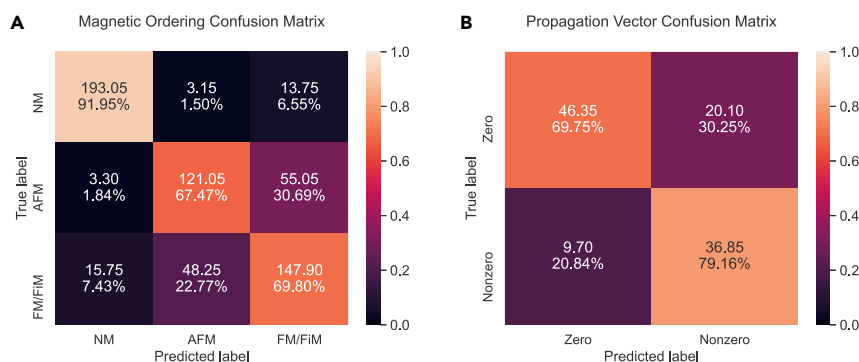 A
Magnetic Ordering Confusion Matrix
True label
NM
AFM
FM/FiM
193.05
91.95%
3.15
1.50%
13.75
6.55%
3.30
1.84%
121.05
67.47%
55.05
30.69%
15.75
7.43%
48.25
22.77%
147.90
69.80%
NM
AFM
FM/FiM
Predicted label
1.0
0.8
0.6
0.4
0.2
0.0
B
Propagation Vector Confusion Matrix
True label
Zero
Nonzero
46.35
69.75%
20.10
30.25%
9.70
20.84%
36.85
79.16%
Zero
Nonzero
Predicted label
1.0
0.8
0.6
0.4
0.2
0.0